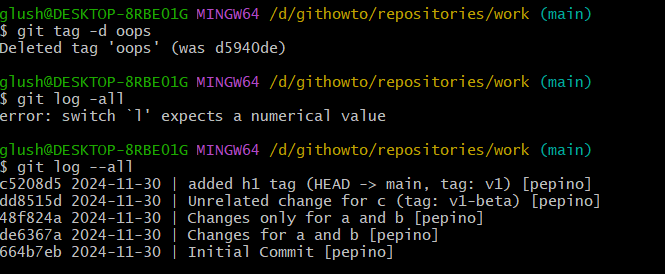 glush@DESKTOP-8RBE01G MINGW64 /d/githowto/repositories/work (main)
$ git tag -d oops
Deleted tag 'oops' (was d5940de)
glush@DESKTOP-8RBE01G MINGW64 /d/githowto/repositories/work (main)
$ git log -all
error: switch `l' expects a numerical value
glush@DESKTOP-8RBE01G MINGW64 /d/githowto/repositories/work (main)
$ git log --all
c5208d5 2024-11-30 | added h1 tag (HEAD -> main, tag: v1) [pepino]
dd8515d 2024-11-30 | Unrelated change for c (tag: v1-beta) [pepino]
48f824a 2024-11-30 | Changes only for a and b [pepino]
de6367a 2024-11-30 | Changes for a and b [pepino]
664b7eb 2024-11-30 | Initial Commit [pepino]